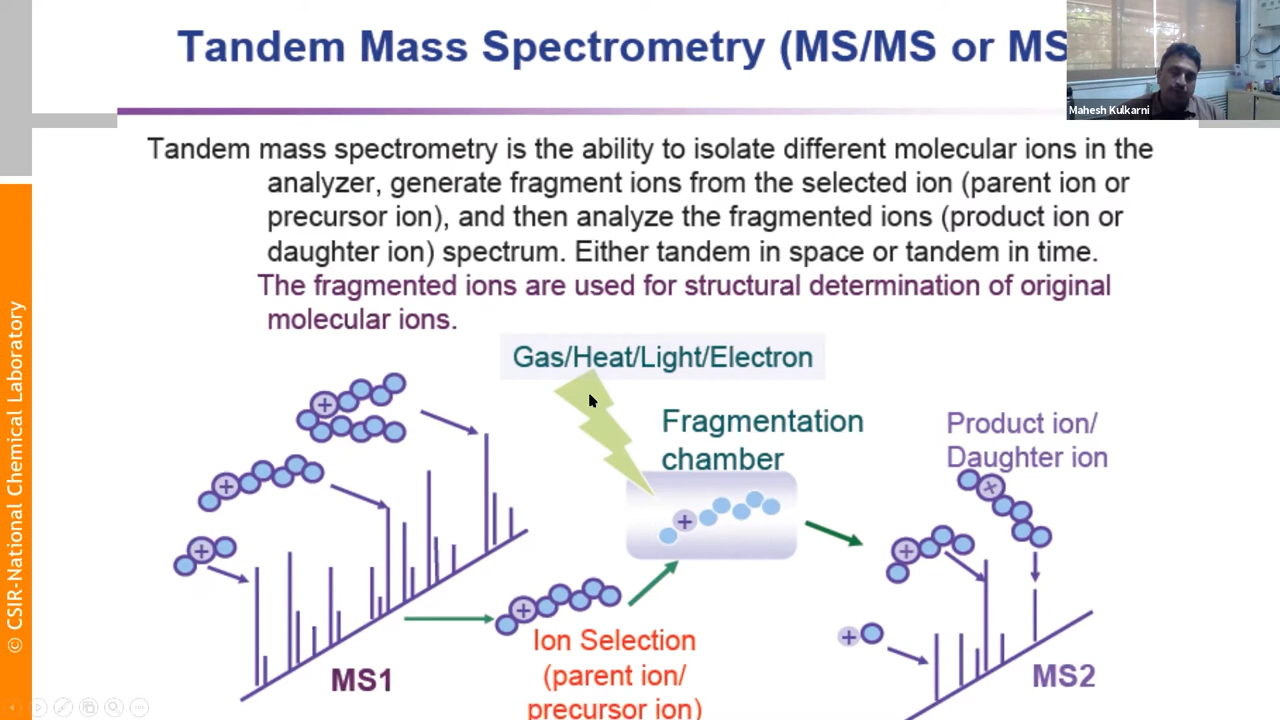 Tandem Mass Spectrometry (MS/MS or MS
Mahesh Kulkarni
Tandem mass spectrometry is the ability to isolate different molecular ions in the
analyzer, generate fragment ions from the selected ion (parent ion or
precursor ion), and then analyze the fragmented ions (product ion or
daughter ion) spectrum. Either tandem in space or tandem in time.
The fragmented ions are used for structural determination of original
molecular ions.
Gas/Heat/Light/Electron
Fragmentation
chamber
Product ion/
Daughter ion
Ion Selection
(parent ion/
precursor ion)
MS1
MS2
© CSIR-National Chemical Laboratory